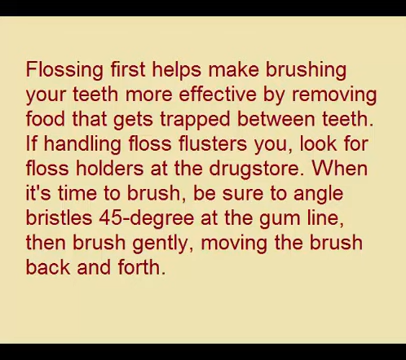 Flossing first helps make brushing
your teeth more effective by removing
food that gets trapped between teeth.
If handling floss flusters you, look for
floss holders at the drugstore. When
it's time to brush, be sure to angle
bristles 45-degree at the gum line,
then brush gently, moving the brush
back and forth.